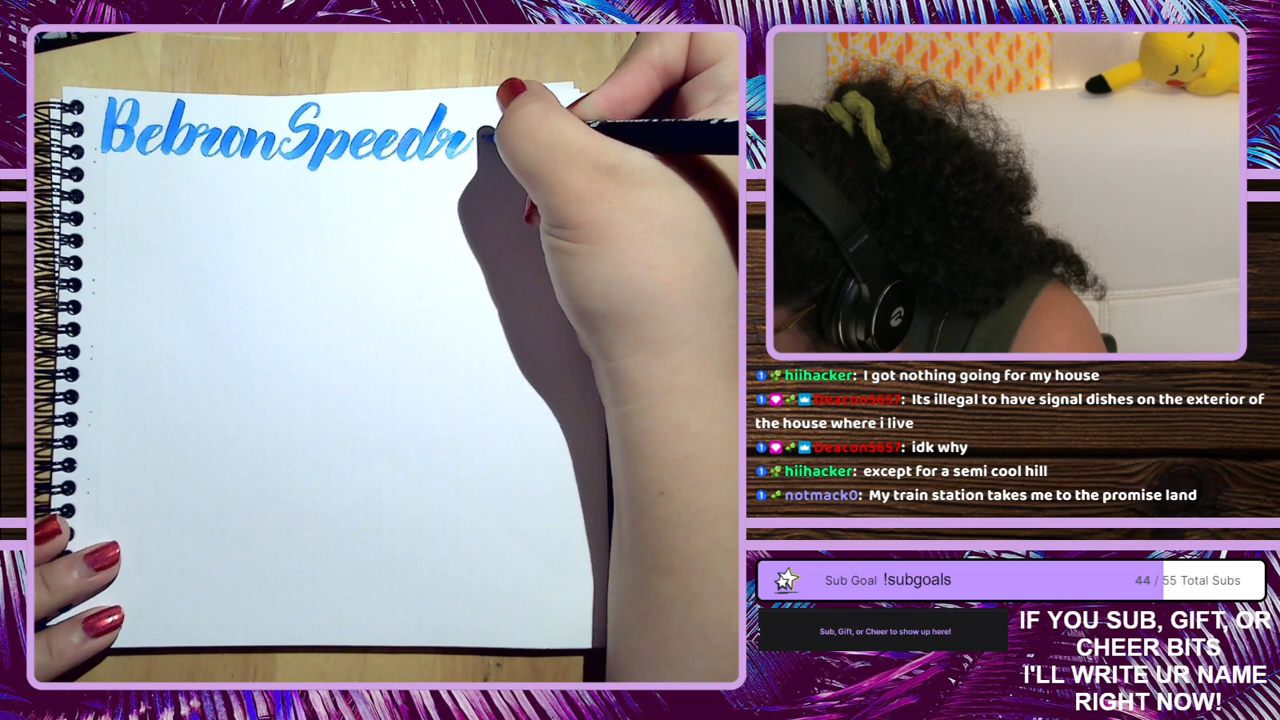 BebronSpeedr
hiihacker: I got nothing going for my house
Deacon5657: Its illegal to have signal dishes on the exterior of
the house where i live
Deacon5657: idk why
hiihacker: except for a semi cool hill
notmack0: My train station takes me to the promise land
Sub Goal !subgoals 44 / 55 Total Subs
Sub, Gift, or Cheer to show up here!
IF YOU SUB, GIFT, OR
CHEER BITS
I'LL WRITE UR NAME
RIGHT NOW!